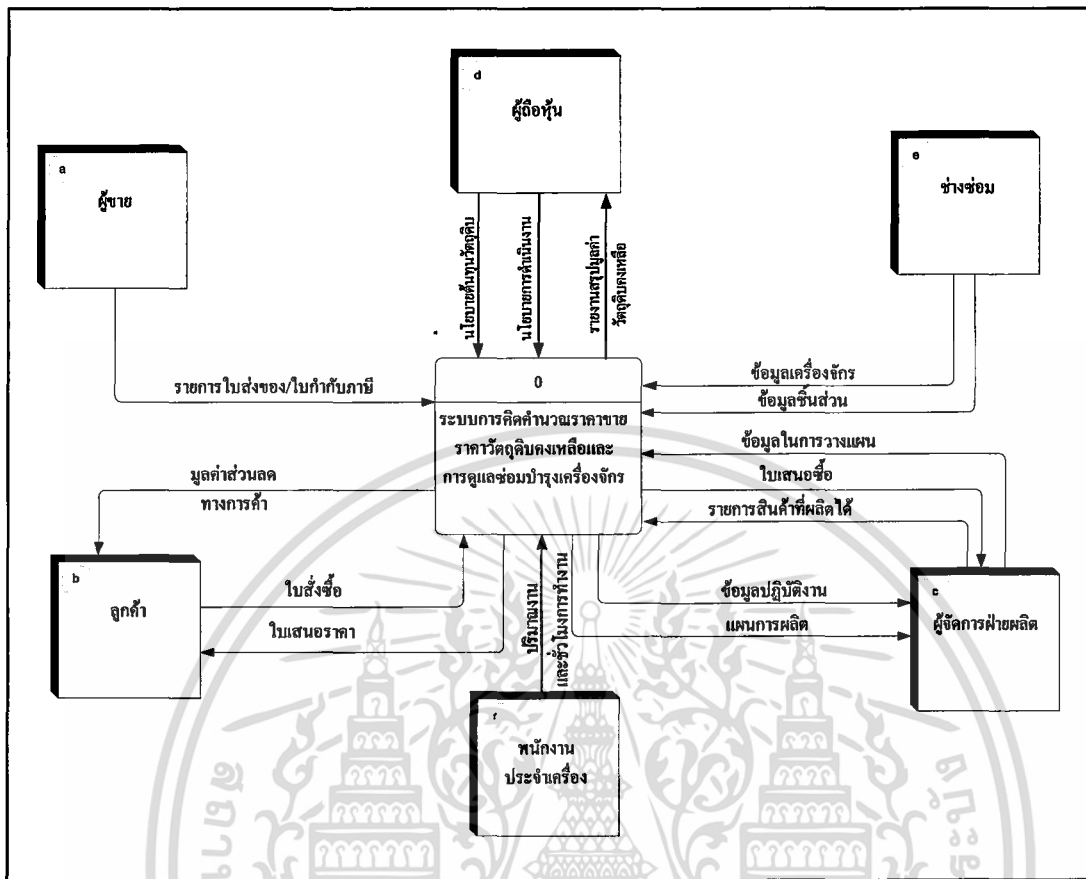 d
ผู้ถือหุ้น
a
ผู้ขาย
e
ช่างซ่อม
นโยบายต้นทุนวัตถุดิบ
นโยบายการดำเนินงาน
รายงานสรุปมูลค่า
วัตถุดิบคงเหลือ
0
ระบบการคิดคำนวณราคาขาย
ราคาวัตถุดิบคงเหลือและ
การดูแลซ่อมบำรุงเครื่องจักร
รายการใบส่งของ/ใบกำกับภาษี
ข้อมูลเครื่องจักร
ข้อมูลชิ้นส่วน
ข้อมูลในการวางแผน
ใบเสนอซื้อ
รายการสินค้าที่ผลิตได้
มูลค่าส่วนลด
ทางการค้า
b
ลูกค้า
ใบสั่งซื้อ
ใบเสนอราคา
ปริมาณงาน
และชั่วโมงการทำงาน
ข้อมูลปฏิบัติงาน
แผนการผลิต
c
ผู้จัดการฝ่ายผลิต
f
พนักงาน
ประจำเครื่อง